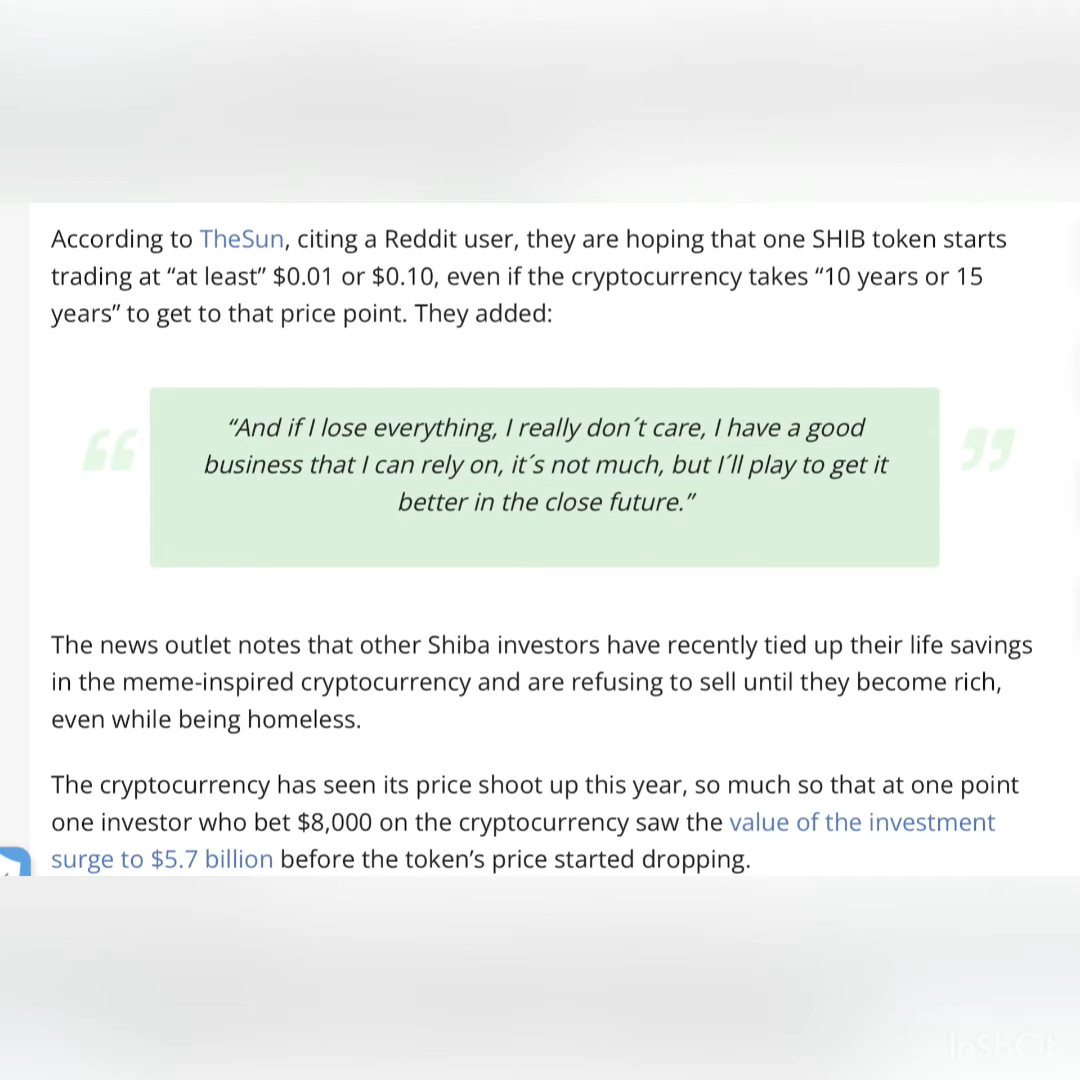 According to TheSun, citing a Reddit user, they are hoping that one SHIB token starts
trading at “at least” $0.01 or $0.10, even if the cryptocurrency takes “10 years or 15
years” to get to that price point. They added:
“And if I lose everything, I really don´t care, I have a good
business that I can rely on, it´s not much, but I´ll play to get it
better in the close future.”
The news outlet notes that other Shiba investors have recently tied up their life savings
in the meme-inspired cryptocurrency and are refusing to sell until they become rich,
even while being homeless.
The cryptocurrency has seen its price shoot up this year, so much so that at one point
one investor who bet $8,000 on the cryptocurrency saw the value of the investment
surge to $5.7 billion before the token’s price started dropping.
InShOt